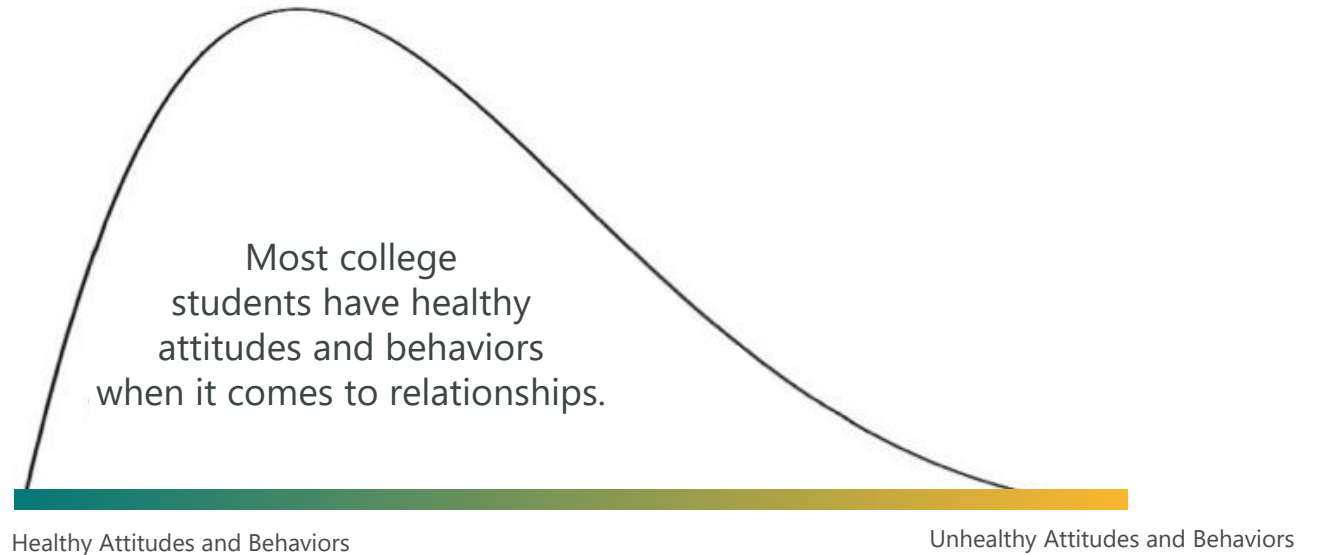 Most college
students have healthy
attitudes and behaviors
when it comes to relationships.
Healthy Attitudes and Behaviors
Unhealthy Attitudes and Behaviors